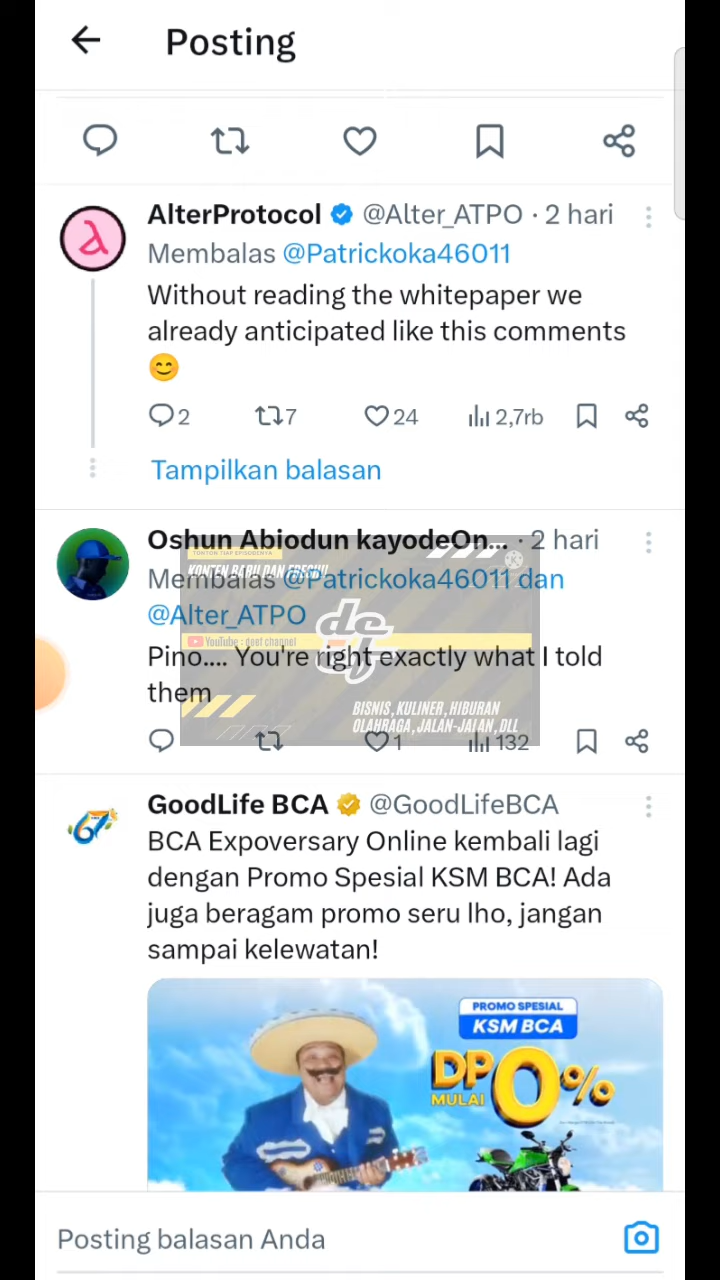 Posting
AlterProtocol @Alter_ATPO · 2 hari
Membalas @Patrickoka46011
Without reading the whitepaper we
already anticipated like this comments
😊
2 7 24 2,7rb
Tampilkan balasan
Oshun Abiodun kayodeOn... · 2 hari
Membalas @Patrickoka46011 dan
@Alter_ATPO
Pino.... You're right exactly what I told
them
1 132
TONTON TIAP EPISODENYA
KONTEN BARU DAN FRESH!!
YouTube : geef channel
BISNIS, KULINER, HIBURAN
OLAHRAGA, JALAN-JALAN, DLL
67
GoodLife BCA @GoodLifeBCA
BCA Expoversary Online kembali lagi
dengan Promo Spesial KSM BCA! Ada
juga beragam promo seru lho, jangan
sampai kelewatan!
PROMO SPESIAL
KSM BCA
DP 0%
MULAI
Posting balasan Anda